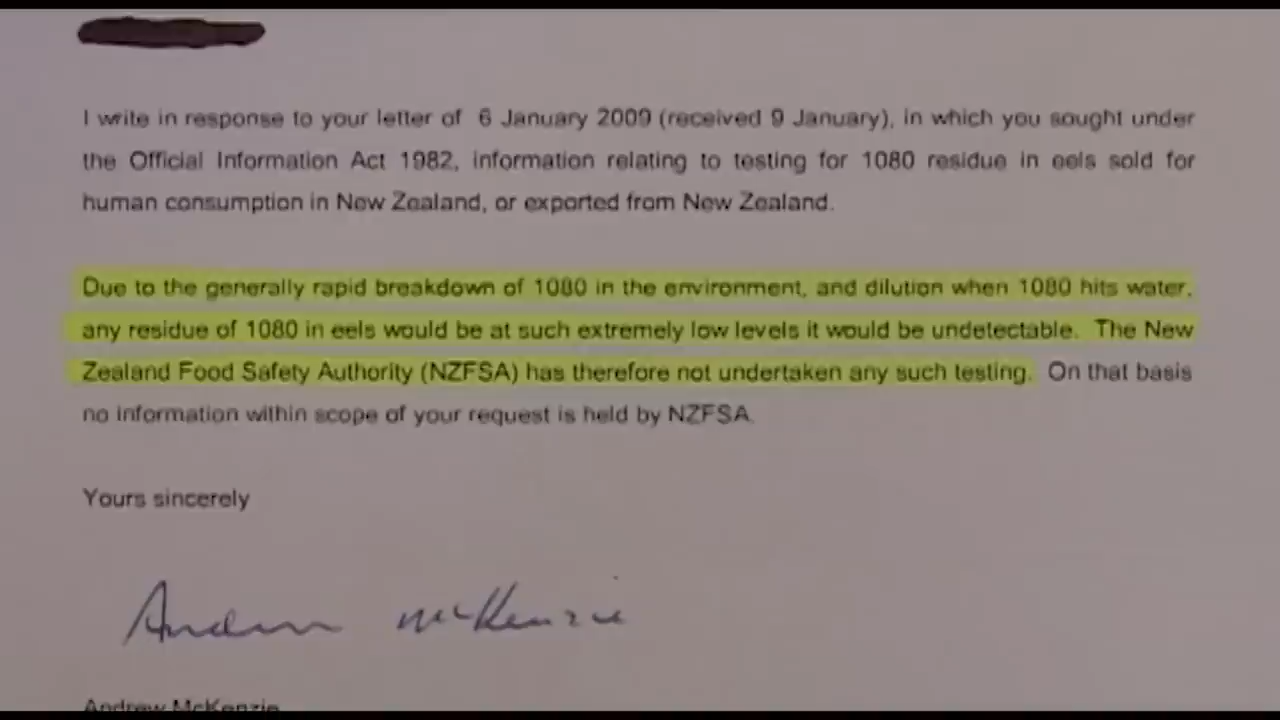 I write in response to your letter of 6 January 2009 (received 9 January), in which you sought under
the Official Information Act 1982, information relating to testing for 1080 residue in eels sold for
human consumption in New Zealand, or exported from New Zealand.
Due to the generally rapid breakdown of 1080 in the environment, and dilution when 1080 hits water,
any residue of 1080 in eels would be at such extremely low levels it would be undetectable. The New
Zealand Food Safety Authority (NZFSA) has therefore not undertaken any such testing. On that basis
no information within scope of your request is held by NZFSA.
Yours sincerely
Andrew McKenzie
Andrew McKenzie